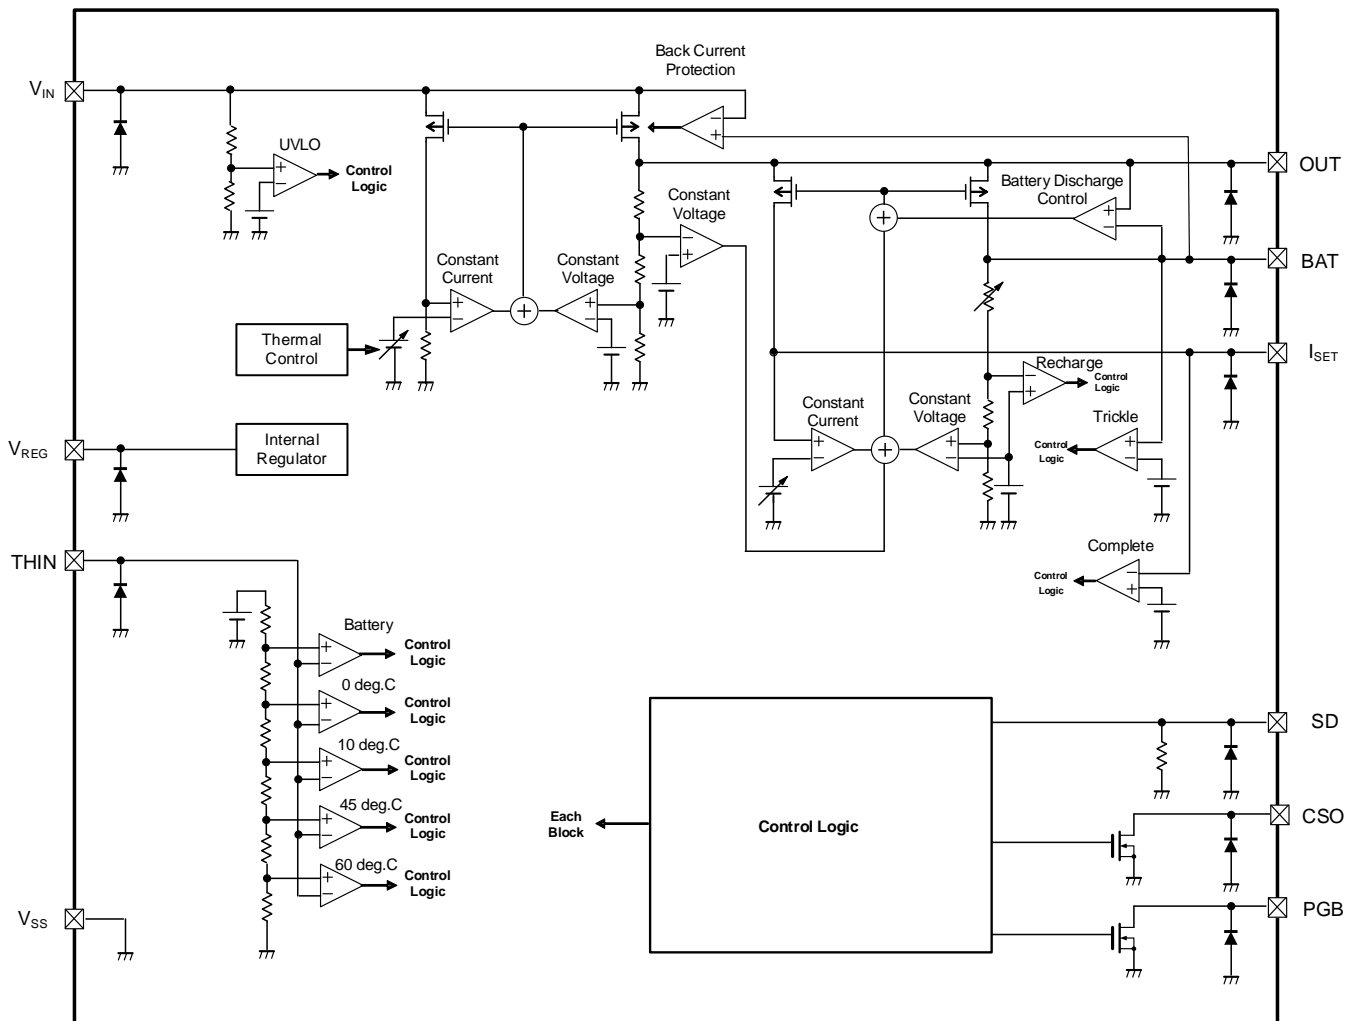 Back Current
Protection
VIN
UVLO
+
−
Control
Logic
−
+
OUT
Constant
Voltage
Battery Discharge
Control
+
−
+
−
+
BAT
Constant
Current
Constant
Voltage
+
−
+
+
−
Thermal
Control
ISET
Recharge
−
+
Control
Logic
Constant
Current
Constant
Voltage
Trickle
+
−
+
+
−
Control
Logic
+
−
VREG
Internal
Regulator
THIN
Complete
Control
Logic
−
+
Battery
+
−
Control
Logic
0 deg.C
+
−
Control
Logic
10 deg.C
+
−
Control
Logic
45 deg.C
+
−
Control
Logic
60 deg.C
+
−
Control
Logic
VSS
Each
Block
Control Logic
SD
CSO
PGB